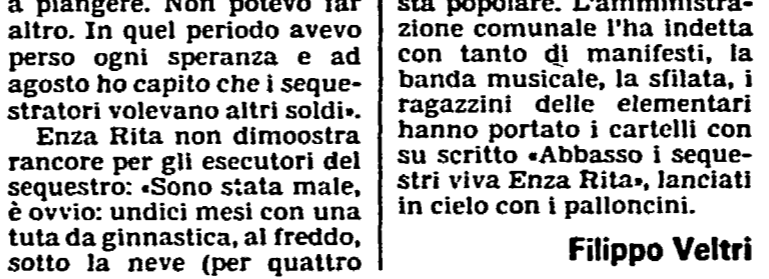 a piangere. Non potevo far
altro. In quel periodo avevo
perso ogni speranza e ad
agosto ho capito che i seque-
stratori volevano altri soldi».
Enza Rita non dimoostra
rancore per gli esecutori del
sequestro: «Sono stata male,
è ovvio: undici mesi con una
tuta da ginnastica, al freddo,
sotto la neve (per quattro
sta popolare. L'amministra-
zione comunale l'ha indetta
con tanto di manifesti, la
banda musicale, la sfilata, i
ragazzini delle elementari
hanno portato i cartelli con
su scritto «Abbasso i seque-
stri viva Enza Rita», lanciati
in cielo con i palloncini.
Filippo Veltri